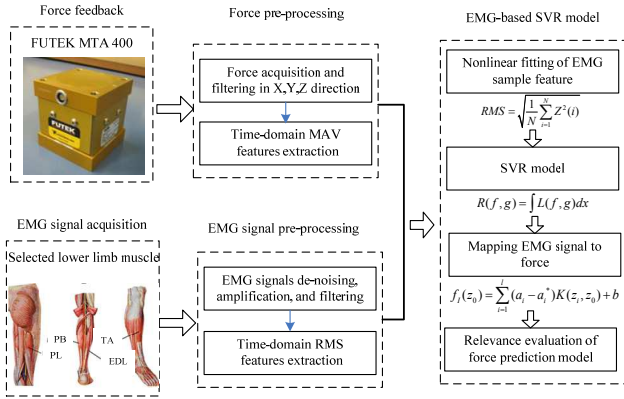 Force feedback
FUTEK MTA 400
FUTEK
Force pre-processing
Force acquisition and
filtering in X,Y,Z direction
Time-domain MAV
features extraction
EMG signal acquisition
Selected lower limb muscle
PL
PB
TA
EDL
EMG signal pre-processing
EMG signals de-noising,
amplification, and filtering
Time-domain RMS
features extraction
EMG-based SVR model
Nonlinear fitting of EMG
sample feature
RMS = √(1/N ∑_{i=1}^{N} Z²(i))
SVR model
R(f,g)=∫L(f,g)dx
Mapping EMG signal to
force
f_l(z₀)=∑_{i=1}^{l}(a_i−a_i*)K(z_i,z₀)+b
Relevance evaluation of
force prediction model